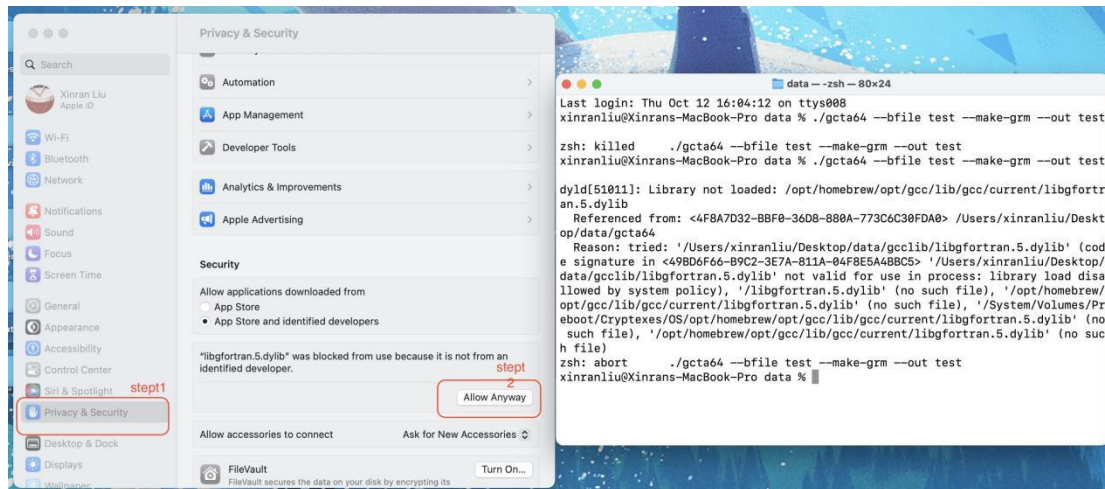 Privacy & Security
Search
Xinran Liu
Apple ID
Wi-Fi
Bluetooth
Network
Notifications
Sound
Focus
Screen Time
General
Appearance
Accessibility
Control Center
Siri & Spotlight
stept1
Privacy & Security
Desktop & Dock
Displays
Wallpaper
Automation
App Management
Developer Tools
Analytics & Improvements
Apple Advertising
Security
Allow applications downloaded from
App Store
App Store and identified developers
"libgfortran.5.dylib" was blocked from use because it is not from an
identified developer.
stept
2
Allow Anyway
Allow accessories to connect
Ask for New Accessories
FileVault
Turn On...
FileVault secures the data on your disk by encrypting its
data — -zsh — 80×24
Last login: Thu Oct 12 16:04:12 on ttys008
xinranliu@Xinrans-MacBook-Pro data % ./gcta64 --bfile test --make-grm --out test
zsh: killed     ./gcta64 --bfile test --make-grm --out test
xinranliu@Xinrans-MacBook-Pro data % ./gcta64 --bfile test --make-grm --out test
dyld[51011]: Library not loaded: /opt/homebrew/opt/gcc/lib/gcc/current/libgfortr
an.5.dylib
Referenced from: <4F8A7D32-BBF0-36D8-880A-773C6C30FDA0> /Users/xinranliu/Deskt
op/data/gcta64
Reason: tried: '/Users/xinranliu/Desktop/data/gcclib/libgfortran.5.dylib' (cod
e signature in <49BD6F66-B9C2-3E7A-811A-04F8E5A4BBC5> '/Users/xinranliu/Desktop/
data/gcclib/libgfortran.5.dylib' not valid for use in process: library load disa
llowed by system policy), '/libgfortran.5.dylib' (no such file), '/opt/homebrew/
opt/gcc/lib/gcc/current/libgfortran.5.dylib' (no such file), '/System/Volumes/Pr
eboot/Cryptexes/OS/opt/homebrew/opt/gcc/lib/gcc/current/libgfortran.5.dylib' (no
such file), '/opt/homebrew/opt/gcc/lib/gcc/current/libgfortran.5.dylib' (no suc
h file)
zsh: abort      ./gcta64 --bfile test --make-grm --out test
xinranliu@Xinrans-MacBook-Pro data %